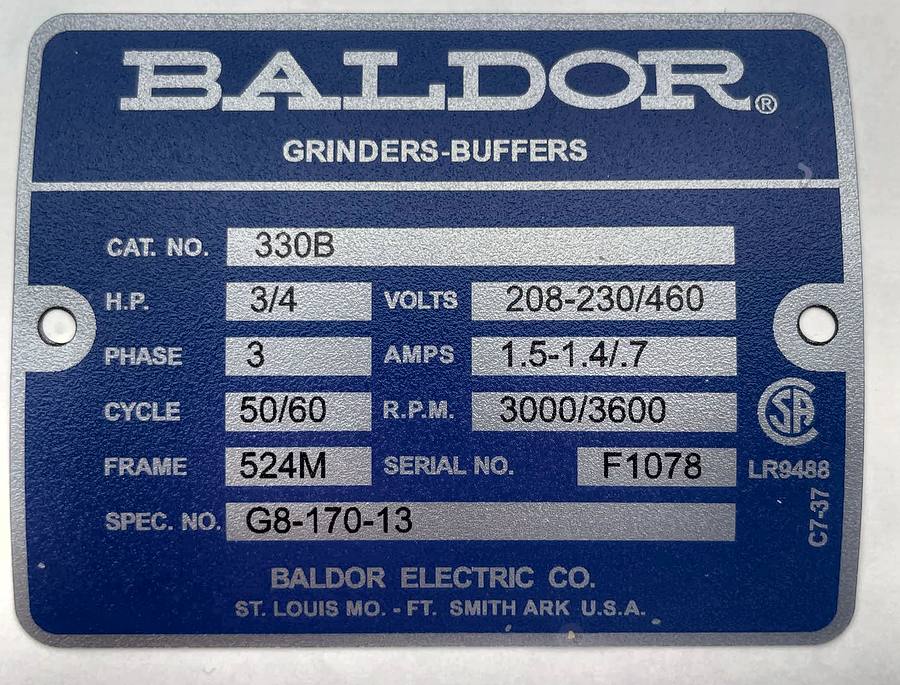 BALDOR®
GRINDERS-BUFFERS
CAT. NO. 330B
H.P. 3/4 VOLTS 208-230/460
PHASE 3 AMPS 1.5-1.4/.7
CYCLE 50/60 R.P.M. 3000/3600
SA
FRAME 524M SERIAL NO. F1078 LR9488
SPEC. NO. G8-170-13
C7-37
BALDOR ELECTRIC CO.
ST. LOUIS MO. - FT. SMITH ARK U.S.A.